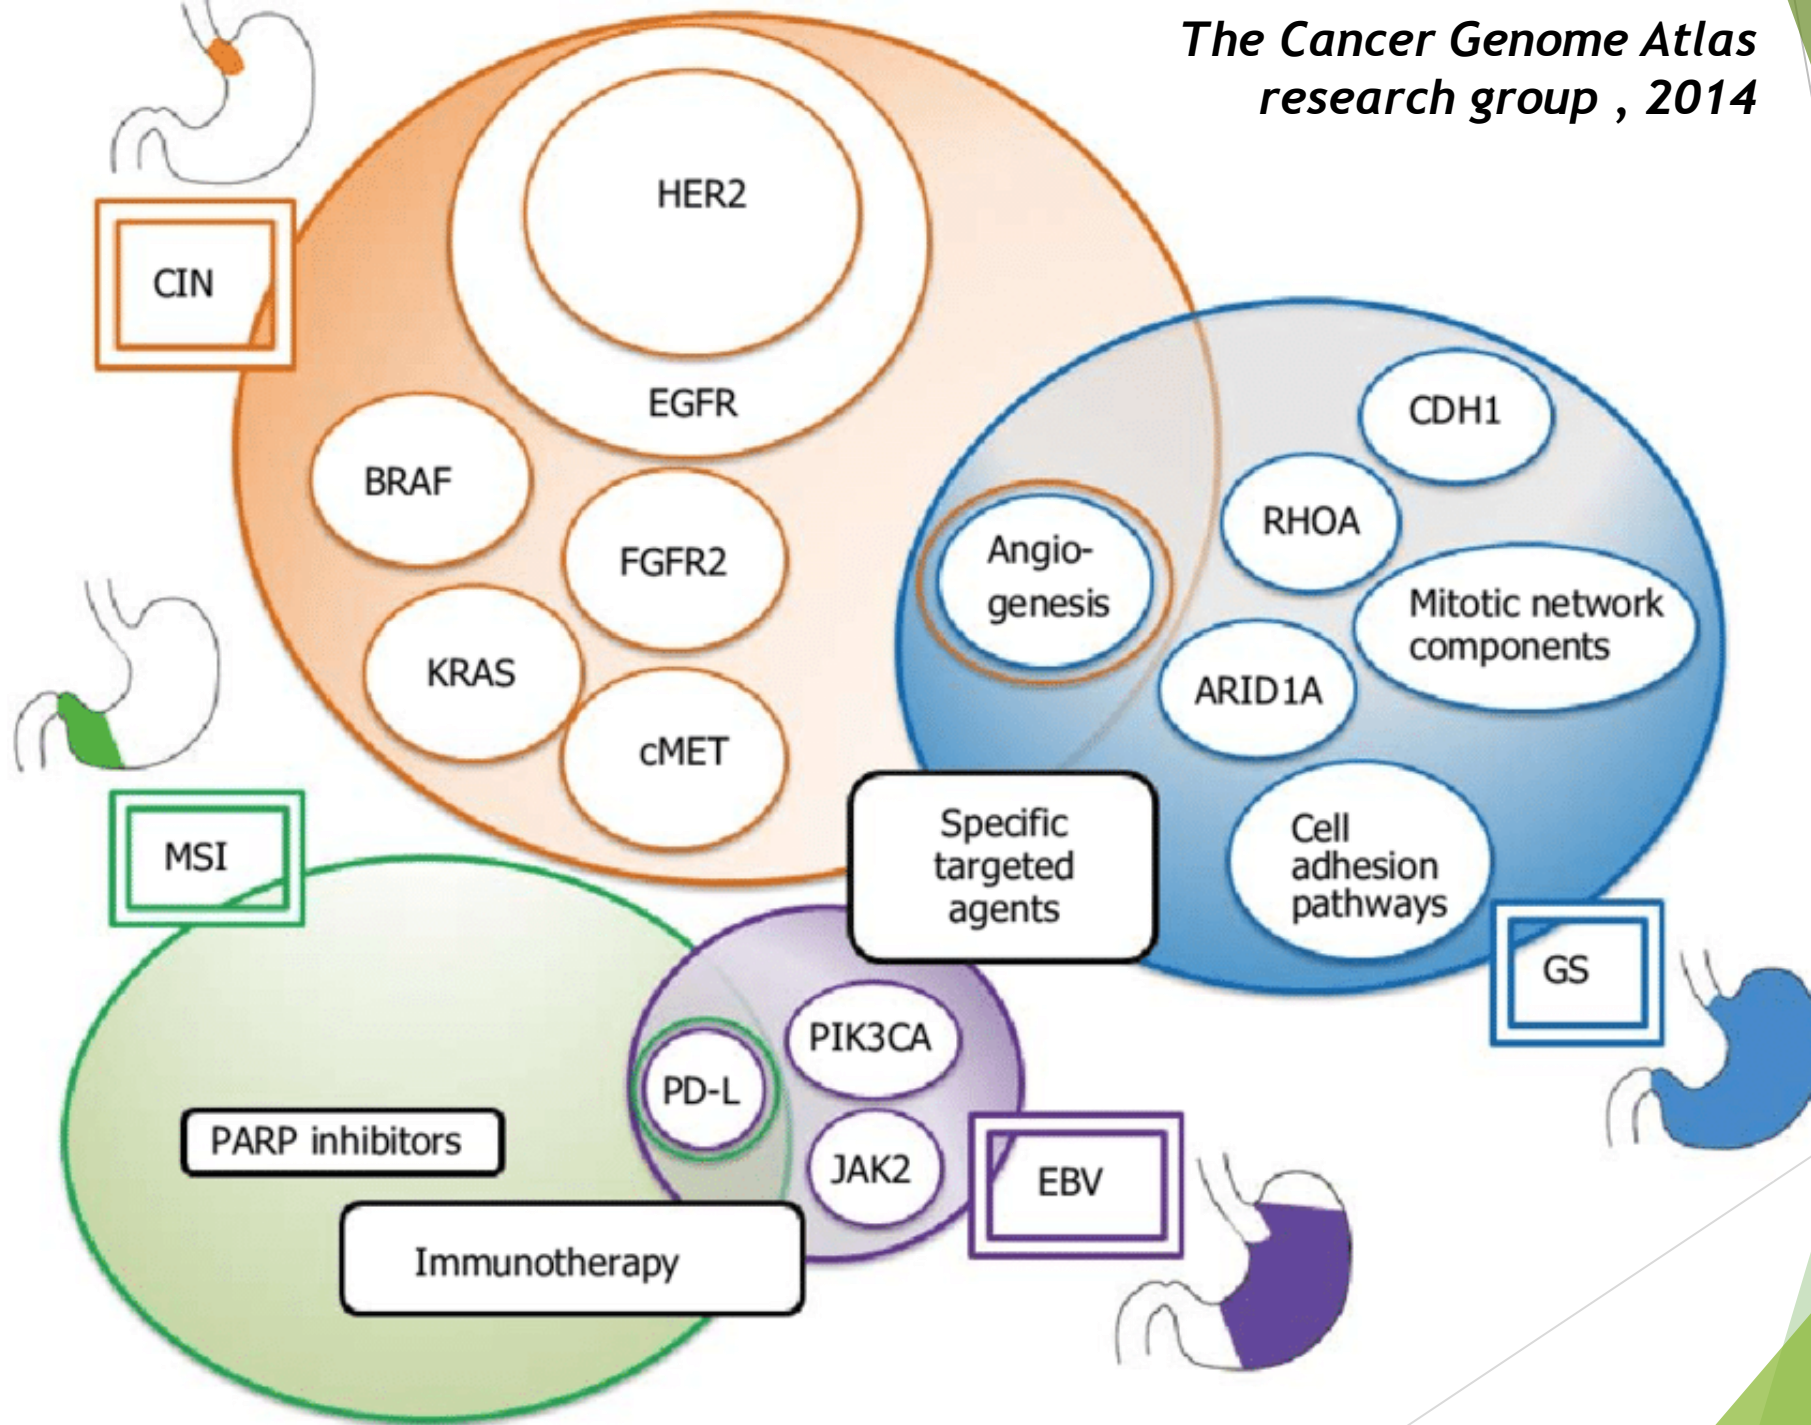 The Cancer Genome Atlas
research group , 2014
HER2
CIN
EGFR
CDH1
BRAF
RHOA
FGFR2
Angio-
genesis
Mitotic network
components
KRAS
ARID1A
cMET
Specific
targeted
agents
Cell
adhesion
pathways
MSI
GS
PIK3CA
PD-L
PARP inhibitors
JAK2
EBV
Immunotherapy